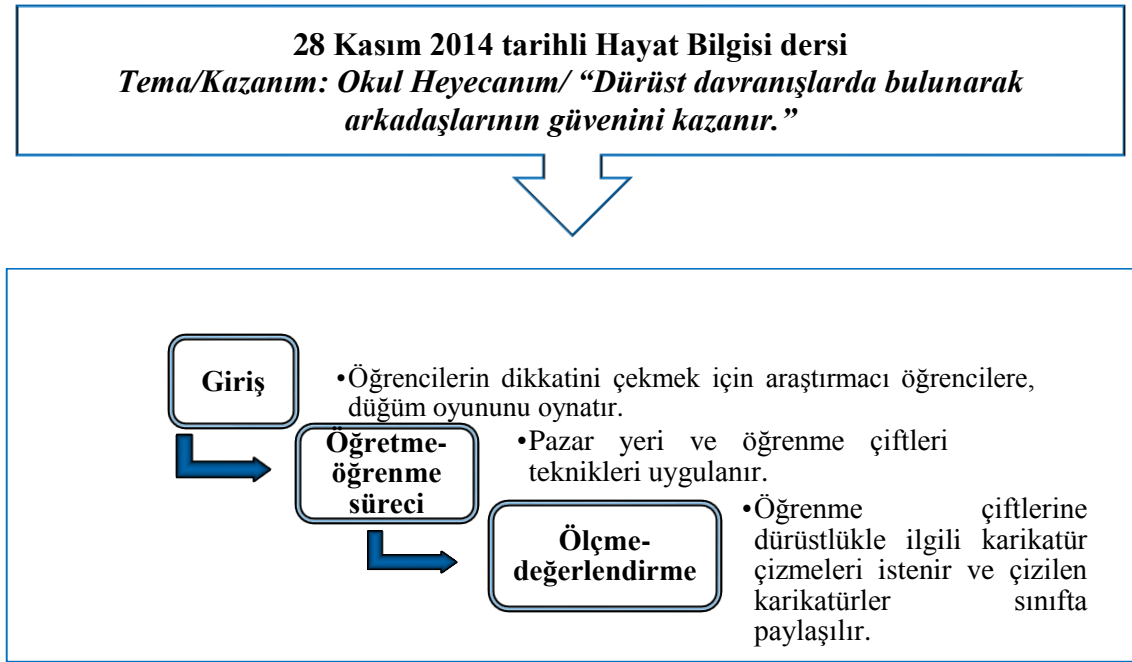 28 Kasım 2014 tarihli Hayat Bilgisi dersi
Tema/Kazanım: Okul Heyecanım/ “Dürüst davranışlarda bulunarak
arkadaşlarının güvenini kazanır.”
Giriş
•Öğrencilerin dikkatini çekmek için araştırmacı öğrencilere,
düğüm oyununu oynatır.
Öğretme-
öğrenme
süreci
•Pazar yeri ve öğrenme çiftleri
teknikleri uygulanır.
Ölçme-
değerlendirme
•Öğrenme çiftlerine
dürüstlükle ilgili karikatür
çizmeleri istenir ve çizilen
karikatürler sınıfta
paylaşılır.